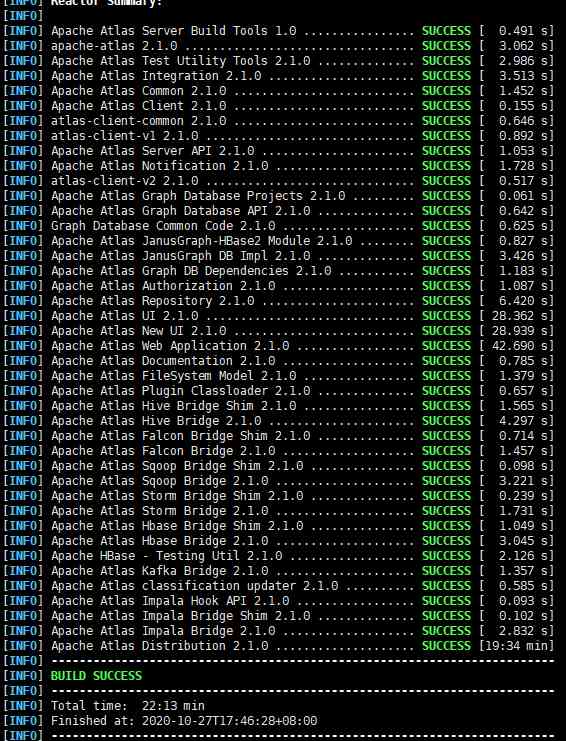 [INFO] Reactor Summary:
[INFO]
[INFO] Apache Atlas Server Build Tools 1.0 ................ SUCCESS [  0.491 s]
[INFO] apache-atlas 2.1.0 ................................. SUCCESS [  3.062 s]
[INFO] Apache Atlas Test Utility Tools 2.1.0 .............. SUCCESS [  2.986 s]
[INFO] Apache Atlas Integration 2.1.0 ..................... SUCCESS [  3.513 s]
[INFO] Apache Atlas Common 2.1.0 .......................... SUCCESS [  1.452 s]
[INFO] Apache Atlas Client 2.1.0 .......................... SUCCESS [  0.155 s]
[INFO] atlas-client-common 2.1.0 .......................... SUCCESS [  0.646 s]
[INFO] atlas-client-v1 2.1.0 .............................. SUCCESS [  0.892 s]
[INFO] Apache Atlas Server API 2.1.0 ...................... SUCCESS [  1.053 s]
[INFO] Apache Atlas Notification 2.1.0 .................... SUCCESS [  1.728 s]
[INFO] atlas-client-v2 2.1.0 .............................. SUCCESS [  0.517 s]
[INFO] Apache Atlas Graph Database Projects 2.1.0 ......... SUCCESS [  0.061 s]
[INFO] Apache Atlas Graph Database API 2.1.0 .............. SUCCESS [  0.642 s]
[INFO] Graph Database Common Code 2.1.0 ................... SUCCESS [  0.625 s]
[INFO] Apache Atlas JanusGraph-HBase2 Module 2.1.0 ........ SUCCESS [  0.827 s]
[INFO] Apache Atlas JanusGraph DB Impl 2.1.0 .............. SUCCESS [  3.426 s]
[INFO] Apache Atlas Graph DB Dependencies 2.1.0 ........... SUCCESS [  1.183 s]
[INFO] Apache Atlas Authorization 2.1.0 ................... SUCCESS [  1.087 s]
[INFO] Apache Atlas Repository 2.1.0 ...................... SUCCESS [  6.420 s]
[INFO] Apache Atlas UI 2.1.0 .............................. SUCCESS [ 28.362 s]
[INFO] Apache Atlas New UI 2.1.0 .......................... SUCCESS [ 28.939 s]
[INFO] Apache Atlas Web Application 2.1.0 ................. SUCCESS [ 42.690 s]
[INFO] Apache Atlas Documentation 2.1.0 ................... SUCCESS [  0.785 s]
[INFO] Apache Atlas FileSystem Model 2.1.0 ................ SUCCESS [  1.379 s]
[INFO] Apache Atlas Plugin Classloader 2.1.0 .............. SUCCESS [  0.657 s]
[INFO] Apache Atlas Hive Bridge Shim 2.1.0 ................ SUCCESS [  1.565 s]
[INFO] Apache Atlas Hive Bridge 2.1.0 ..................... SUCCESS [  4.297 s]
[INFO] Apache Atlas Falcon Bridge Shim 2.1.0 .............. SUCCESS [  0.714 s]
[INFO] Apache Atlas Falcon Bridge 2.1.0 ................... SUCCESS [  1.457 s]
[INFO] Apache Atlas Sqoop Bridge Shim 2.1.0 ............... SUCCESS [  0.098 s]
[INFO] Apache Atlas Sqoop Bridge 2.1.0 .................... SUCCESS [  3.221 s]
[INFO] Apache Atlas Storm Bridge Shim 2.1.0 ............... SUCCESS [  0.239 s]
[INFO] Apache Atlas Storm Bridge 2.1.0 .................... SUCCESS [  1.731 s]
[INFO] Apache Atlas Hbase Bridge Shim 2.1.0 ............... SUCCESS [  1.049 s]
[INFO] Apache Atlas Hbase Bridge 2.1.0 .................... SUCCESS [  3.045 s]
[INFO] Apache HBase - Testing Util 2.1.0 .................. SUCCESS [  2.126 s]
[INFO] Apache Atlas Kafka Bridge 2.1.0 .................... SUCCESS [  1.357 s]
[INFO] Apache Atlas classification updater 2.1.0 .......... SUCCESS [  0.585 s]
[INFO] Apache Atlas Impala Hook API 2.1.0 ................. SUCCESS [  0.093 s]
[INFO] Apache Atlas Impala Bridge Shim 2.1.0 .............. SUCCESS [  0.102 s]
[INFO] Apache Atlas Impala Bridge 2.1.0 ................... SUCCESS [  2.832 s]
[INFO] Apache Atlas Distribution 2.1.0 .................... SUCCESS [19:34 min]
[INFO] ------------------------------------------------------------------------
[INFO] BUILD SUCCESS
[INFO] ------------------------------------------------------------------------
[INFO] Total time:  22:13 min
[INFO] Finished at: 2020-10-27T17:46:28+08:00
[INFO] ------------------------------------------------------------------------